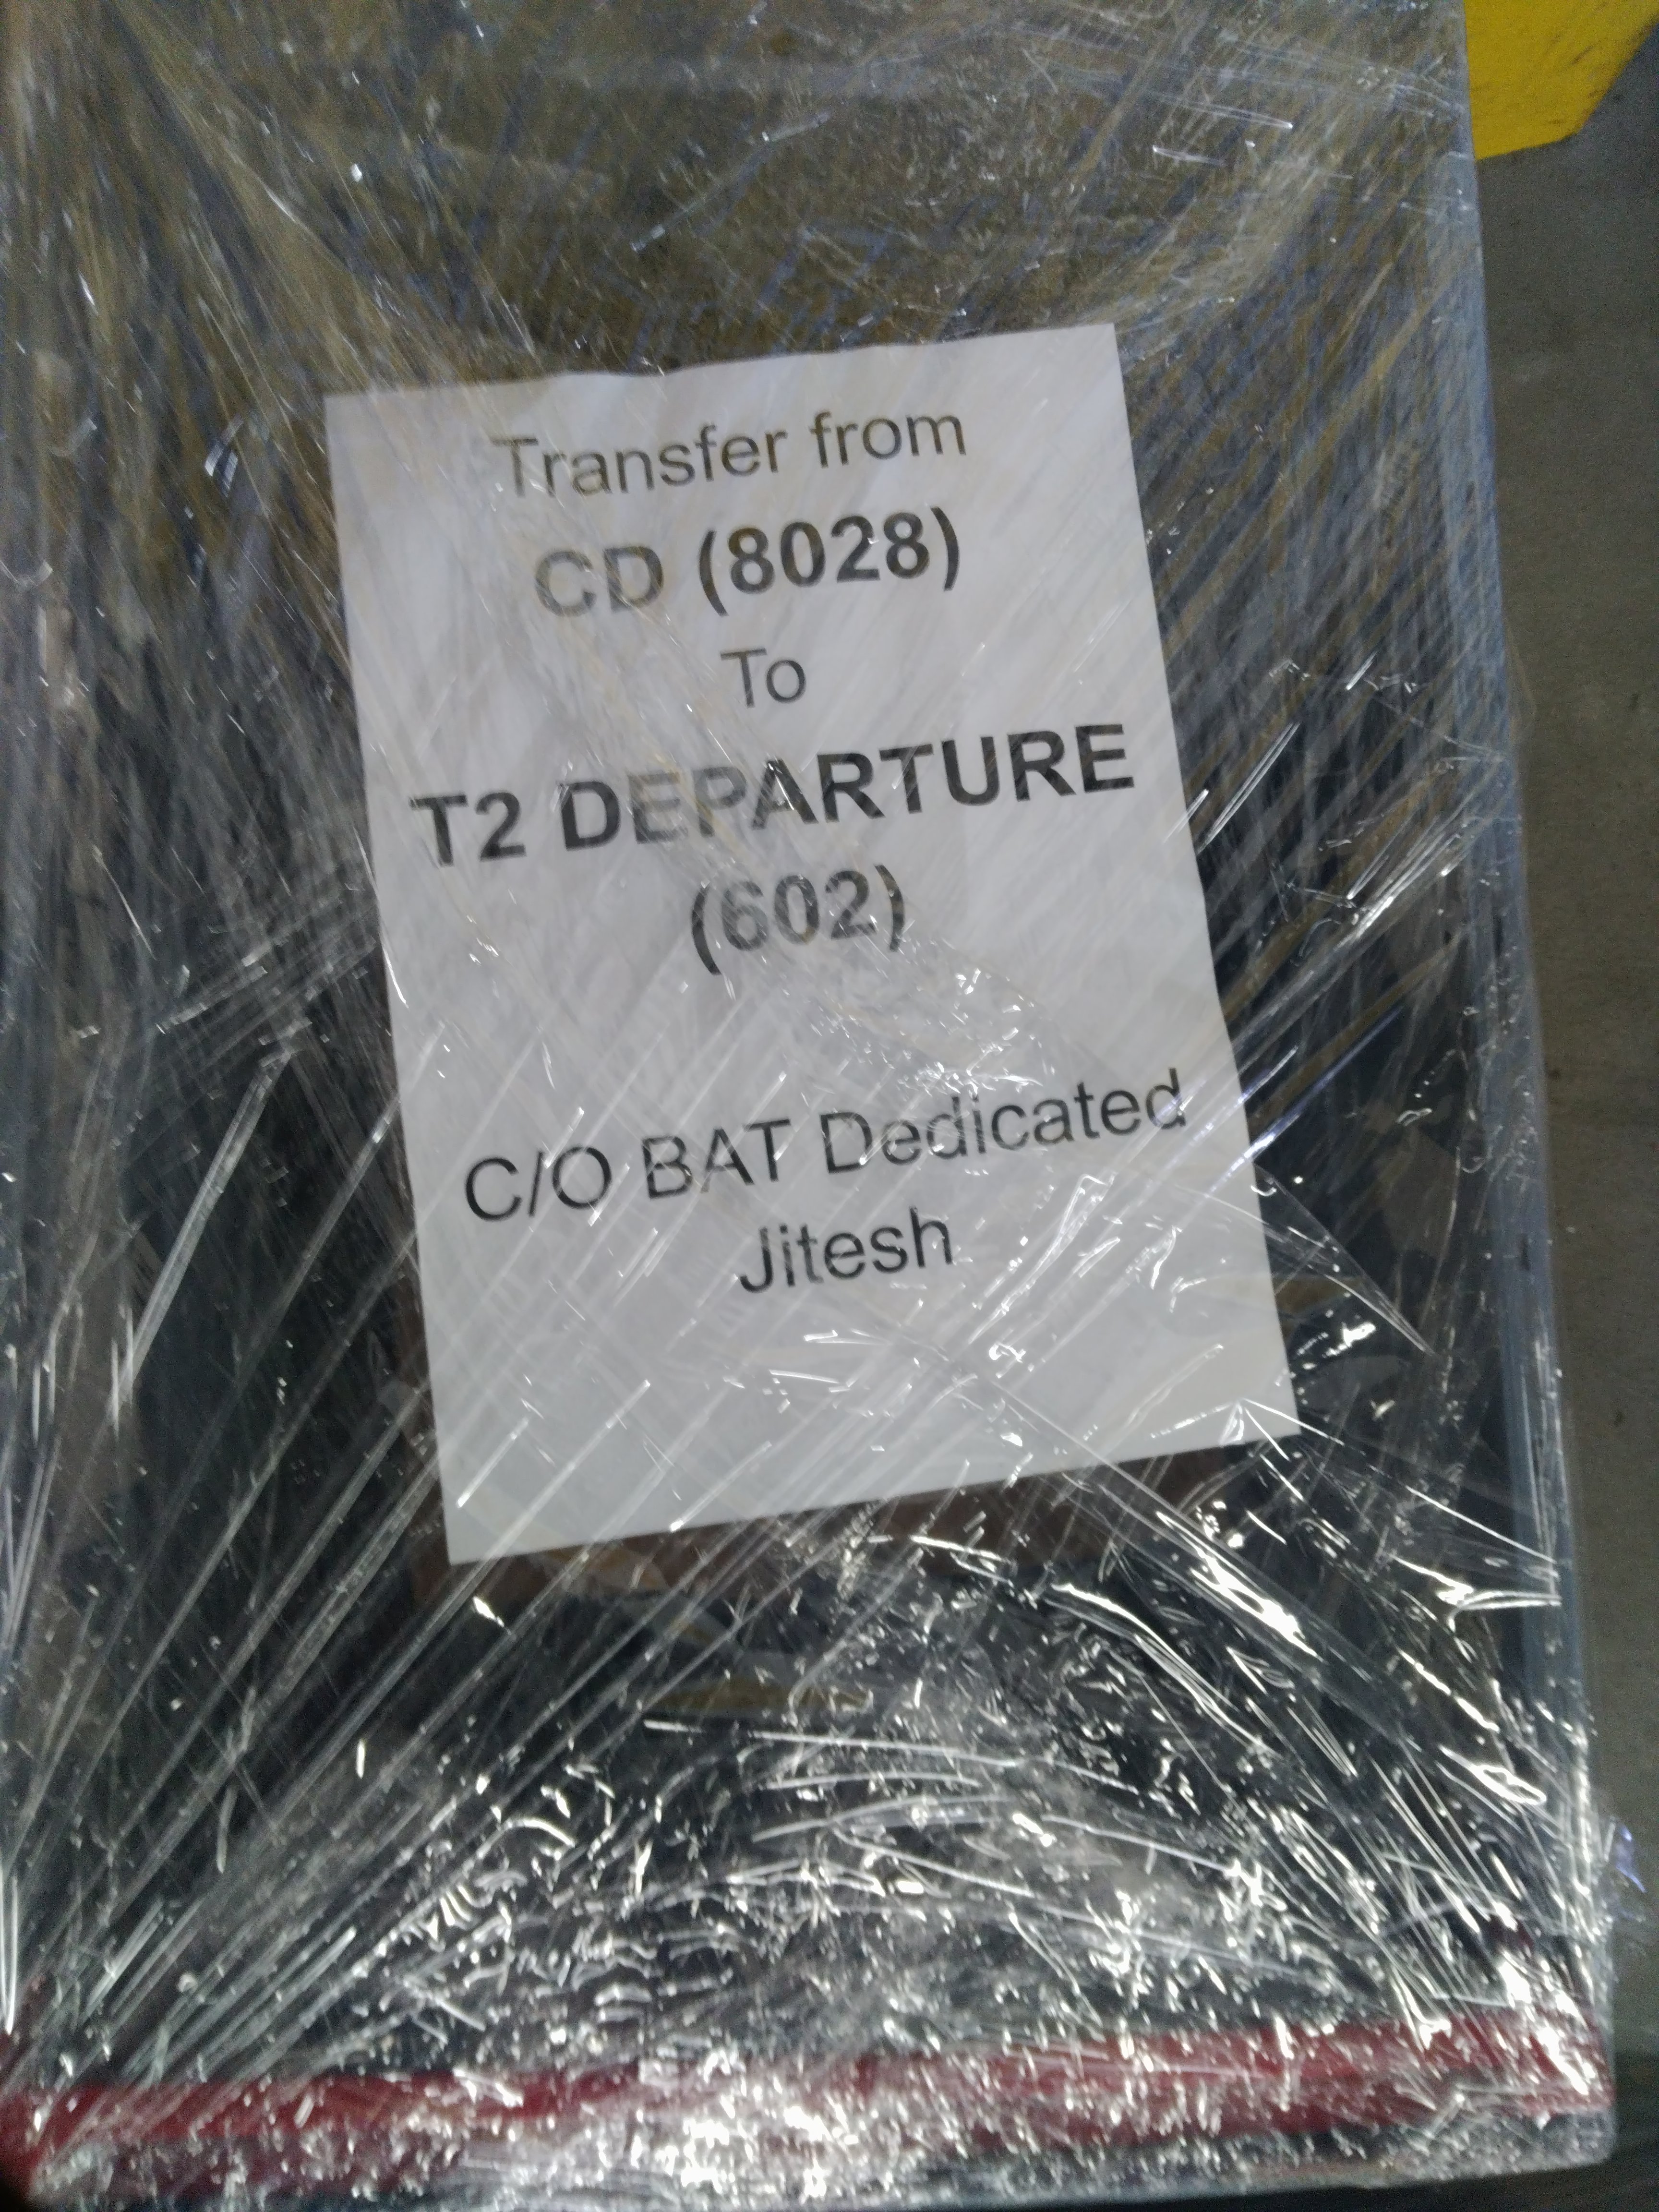 Transfer from
CD (8028)
To
T2 DEPARTURE
(602)
C/O BAT Dedicated
Jitesh